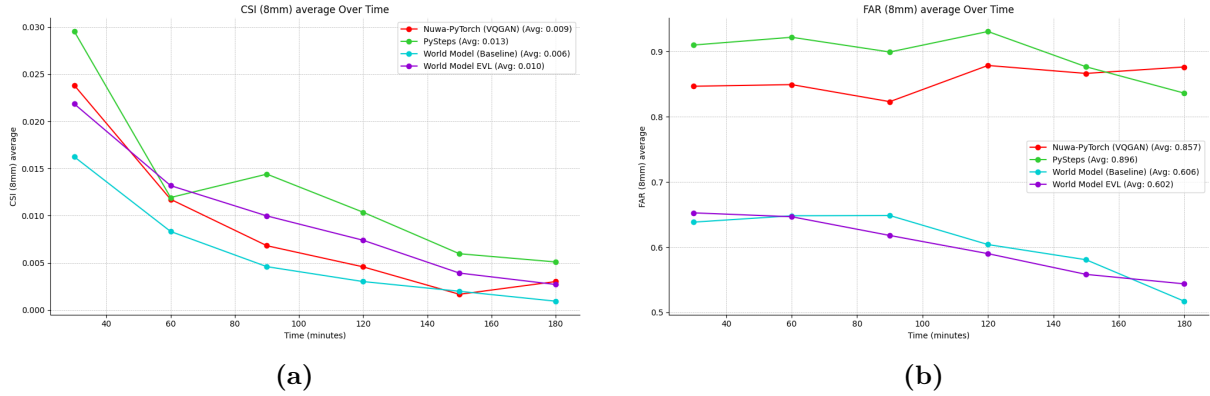 CSI (8mm) average Over Time
CSI (8mm) average
0.030
0.025
0.020
0.015
0.010
0.005
0.000
Nuwa-PyTorch (VQGAN) (Avg: 0.009)
PySteps (Avg: 0.013)
World Model (Baseline) (Avg: 0.006)
World Model EVL (Avg: 0.010)
40 60 80 100 120 140 160 180
Time (minutes)
(a)
FAR (8mm) average Over Time
FAR (8mm) average
0.9
0.8
0.7
0.6
0.5
Nuwa-PyTorch (VQGAN) (Avg: 0.857)
PySteps (Avg: 0.896)
World Model (Baseline) (Avg: 0.606)
World Model EVL (Avg: 0.602)
40 60 80 100 120 140 160 180
Time (minutes)
(b)